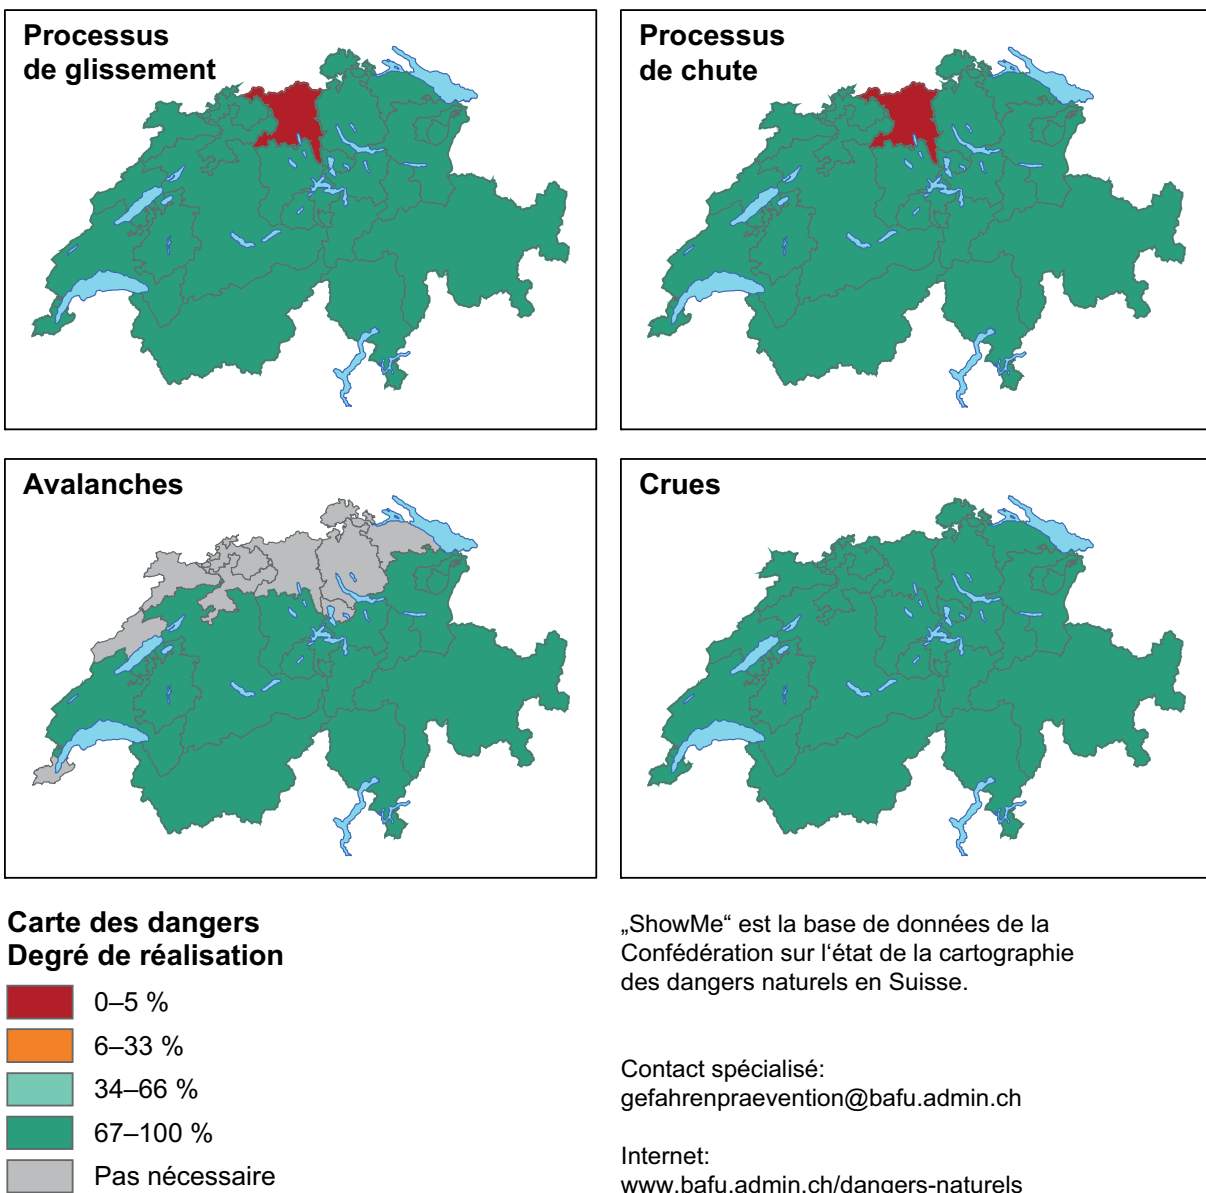 Processus
de glissement
Processus
de chute
Avalanches
Crues
Carte des dangers
Degré de réalisation
0–5 %
6–33 %
34–66 %
67–100 %
Pas nécessaire
„ShowMe“ est la base de données de la
Confédération sur l‘état de la cartographie
des dangers naturels en Suisse.
Contact spécialisé:
gefahrenpraevention@bafu.admin.ch
Internet:
www.bafu.admin.ch/dangers-naturels